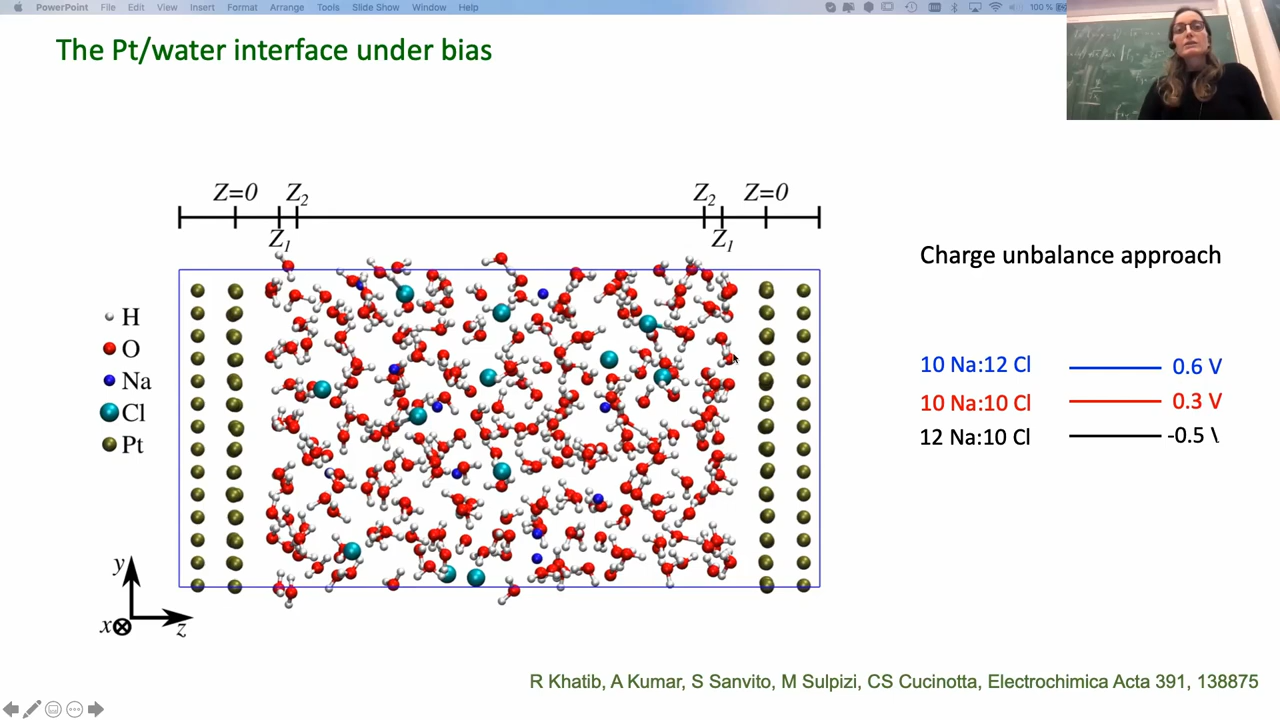 PowerPoint File Edit View Insert Format Arrange Tools Slide Show Window Help 100 %
The Pt/water interface under bias
Z=0 Z2 Z2 Z=0
Z1 Z1
Charge unbalance approach
H
O
Na
Cl
Pt
10 Na:12 Cl 0.6 V
10 Na:10 Cl 0.3 V
12 Na:10 Cl -0.5 \
y
x z
R Khatib, A Kumar, S Sanvito, M Sulpizi, CS Cucinotta, Electrochimica Acta 391, 138875